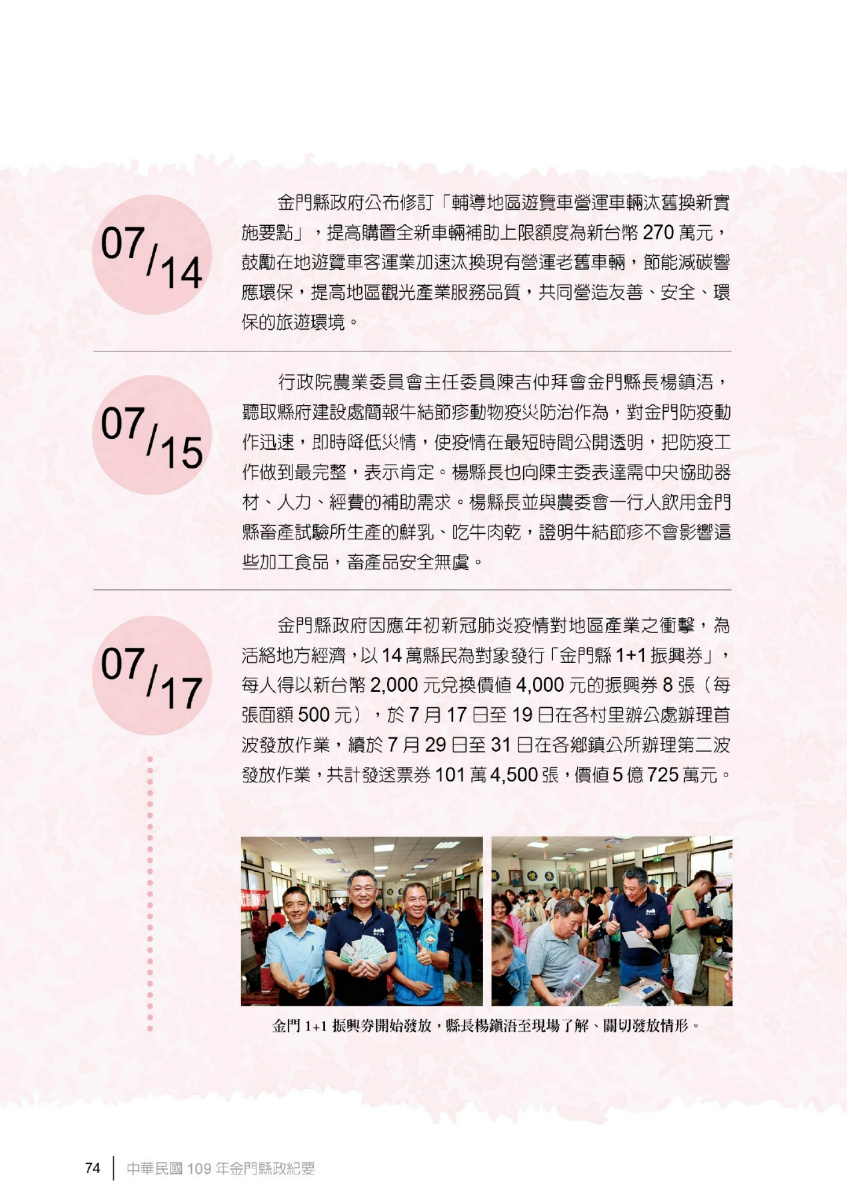 07/14
金門縣政府公布修訂「輔導地區遊覽車營運車輛汰舊換新實
施要點」，提高購置全新車輛補助上限額度為新台幣 270 萬元，
鼓勵在地遊覽車客運業加速汰換現有營運老舊車輛，節能減碳響
應環保，提高地區觀光產業服務品質，共同營造友善、安全、環
保的旅遊環境。
07/15
行政院農業委員會主任委員陳吉仲拜會金門縣長楊鎮浯，
聽取縣府建設處簡報牛結節疹動物疫災防治作為，對金門防疫動
作迅速，即時降低災情，使疫情在最短時間公開透明，把防疫工
作做到最完整，表示肯定。楊縣長也向陳主委表達需中央協助器
材、人力、經費的補助需求。楊縣長並與農委會一行人飲用金門
縣畜產試驗所生產的鮮乳、吃牛肉乾，證明牛結節疹不會影響這
些加工食品，畜產品安全無虞。
07/17
金門縣政府因應年初新冠肺炎疫情對地區產業之衝擊，為
活絡地方經濟，以 14 萬縣民為對象發行「金門縣 1+1 振興券」，
每人得以新台幣 2,000 元兌換價值 4,000 元的振興券 8 張（每
張面額 500 元），於 7 月 17 日至 19 日在各村里辦公處辦理首
波發放作業，續於 7 月 29 日至 31 日在各鄉鎮公所辦理第二波
發放作業，共計發送票券 101 萬 4,500 張，價值 5 億 725 萬元。
金門 1+1 振興券開始發放，縣長楊鎮浯至現場了解、關切發放情形。
74 中華民國 109 年金門縣政紀要